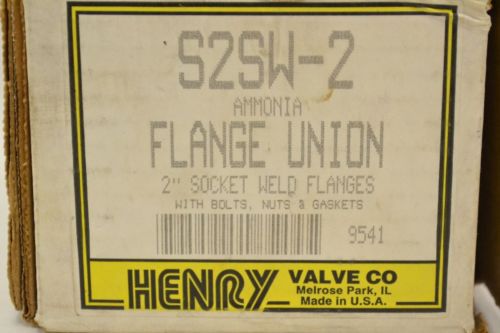 S2SW-2
AMMONIA
FLANGE UNION
2" SOCKET WELD FLANGES
WITH BOLTS, NUTS & GASKETS
9541
HENRY VALVE CO
Melrose Park, IL
Made in U.S.A.